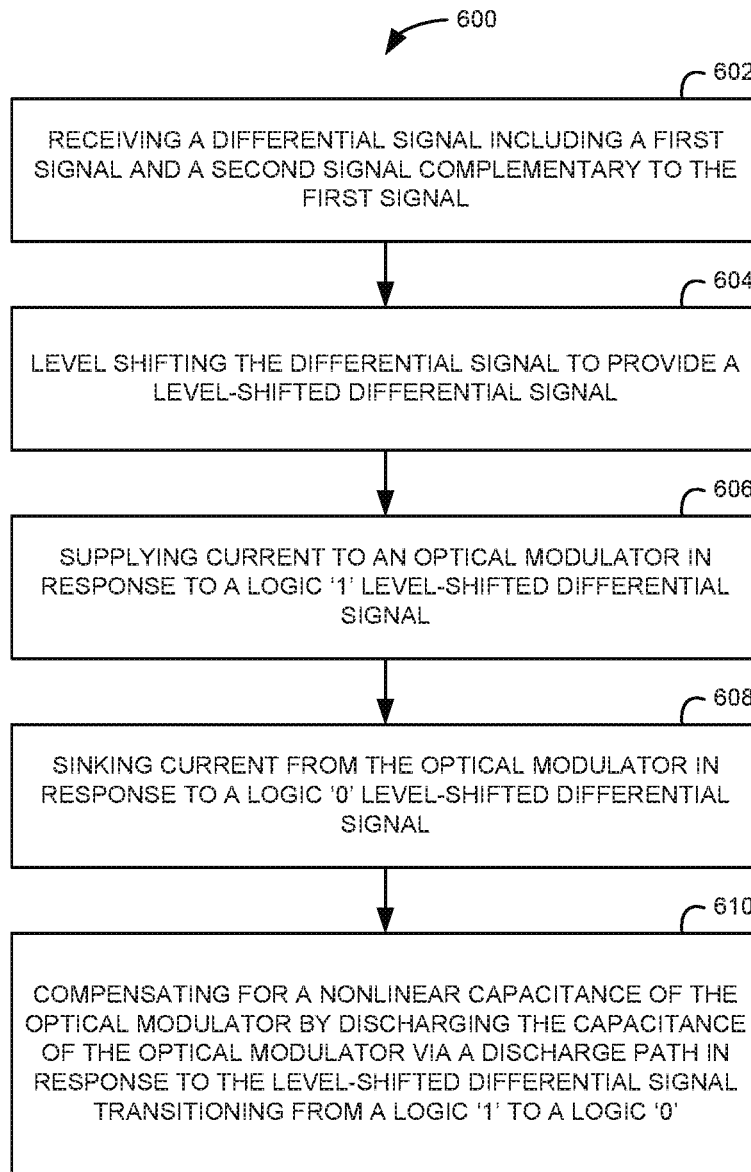 600
602
RECEIVING A DIFFERENTIAL SIGNAL INCLUDING A FIRST
SIGNAL AND A SECOND SIGNAL COMPLEMENTARY TO THE
FIRST SIGNAL
604
LEVEL SHIFTING THE DIFFERENTIAL SIGNAL TO PROVIDE A
LEVEL-SHIFTED DIFFERENTIAL SIGNAL
606
SUPPLYING CURRENT TO AN OPTICAL MODULATOR IN
RESPONSE TO A LOGIC ‘1’ LEVEL-SHIFTED DIFFERENTIAL
SIGNAL
608
SINKING CURRENT FROM THE OPTICAL MODULATOR IN
RESPONSE TO A LOGIC ‘0’ LEVEL-SHIFTED DIFFERENTIAL
SIGNAL
610
COMPENSATING FOR A NONLINEAR CAPACITANCE OF THE
OPTICAL MODULATOR BY DISCHARGING THE CAPACITANCE
OF THE OPTICAL MODULATOR VIA A DISCHARGE PATH IN
RESPONSE TO THE LEVEL-SHIFTED DIFFERENTIAL SIGNAL
TRANSITIONING FROM A LOGIC ‘1’ TO A LOGIC ‘0’